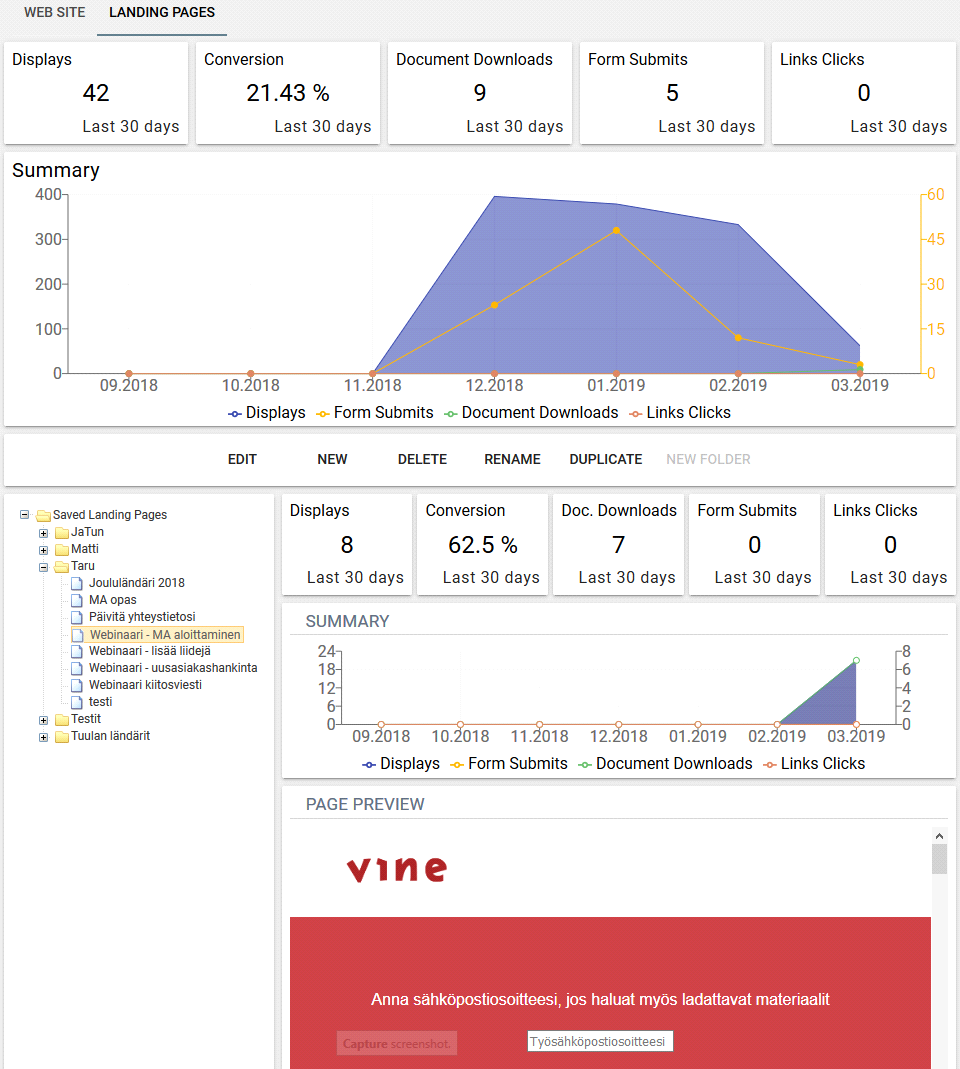 WEB SITE LANDING PAGES
Displays Conversion Document Downloads Form Submits Links Clicks
42 21.43 % 9 5 0
Last 30 days Last 30 days Last 30 days Last 30 days Last 30 days
Summary
400 60
300 45
200 30
100 15
0 0
09.2018 10.2018 11.2018 12.2018 01.2019 02.2019 03.2019
Displays Form Submits Document Downloads Links Clicks
EDIT NEW DELETE RENAME DUPLICATE NEW FOLDER
Saved Landing Pages
JaTun
Matti
Taru
Joululändäri 2018
MA opas
Päivitä yhteystietosi
Webinaari - MA aloittaminen
Webinaari - lisää liidejä
Webinaari - uusasiakashankinta
Webinaari kiitosviesti
testi
Testit
Tuulan ländärit
Displays Conversion Doc. Downloads Form Submits Links Clicks
8 62.5 % 7 0 0
Last 30 days Last 30 days Last 30 days Last 30 days Last 30 days
SUMMARY
24 8
18 6
12 4
6 2
0 0
09.2018 10.2018 11.2018 12.2018 01.2019 02.2019 03.2019
Displays Form Submits Document Downloads Links Clicks
PAGE PREVIEW
vine
Anna sähköpostiosoitteesi, jos haluat myös ladattavat materiaalit
Capture screenshot.
Työsähköpostiosoitteesi